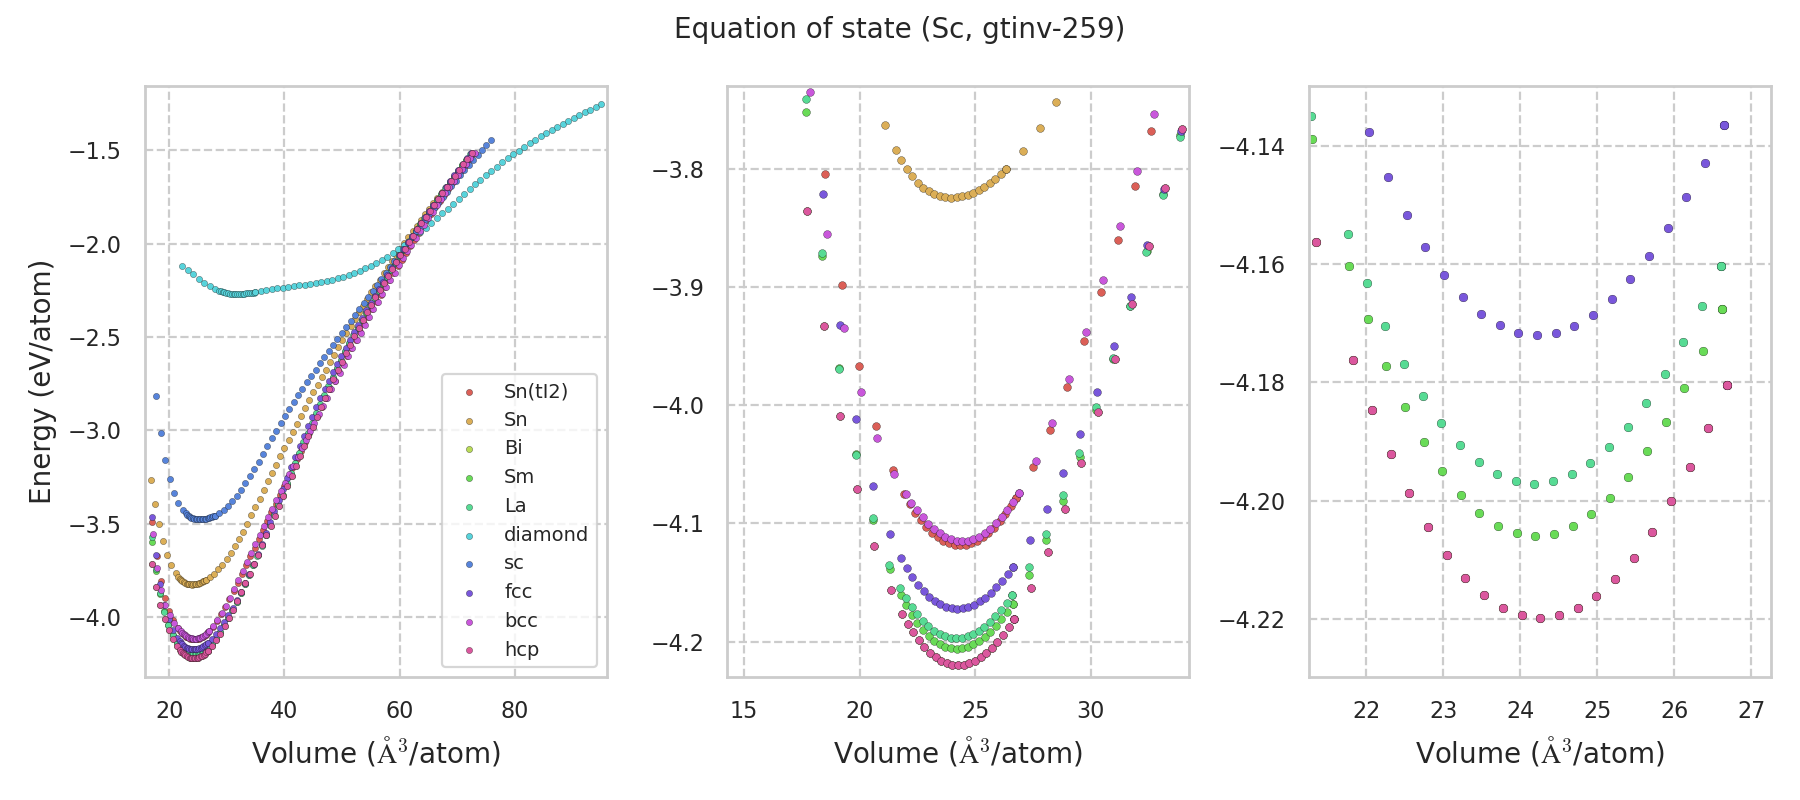 Equation of state (Sc, gtinv-259)
Energy (eV/atom)
−1.5
−2.0
−2.5
−3.0
−3.5
−4.0
20 40 60 80
Volume (Å³/atom)
Sn(tI2)
Sn
Bi
Sm
La
diamond
sc
fcc
bcc
hcp
−3.8
−3.9
−4.0
−4.1
−4.2
15 20 25 30
Volume (Å³/atom)
−4.14
−4.16
−4.18
−4.20
−4.22
22 23 24 25 26 27
Volume (Å³/atom)